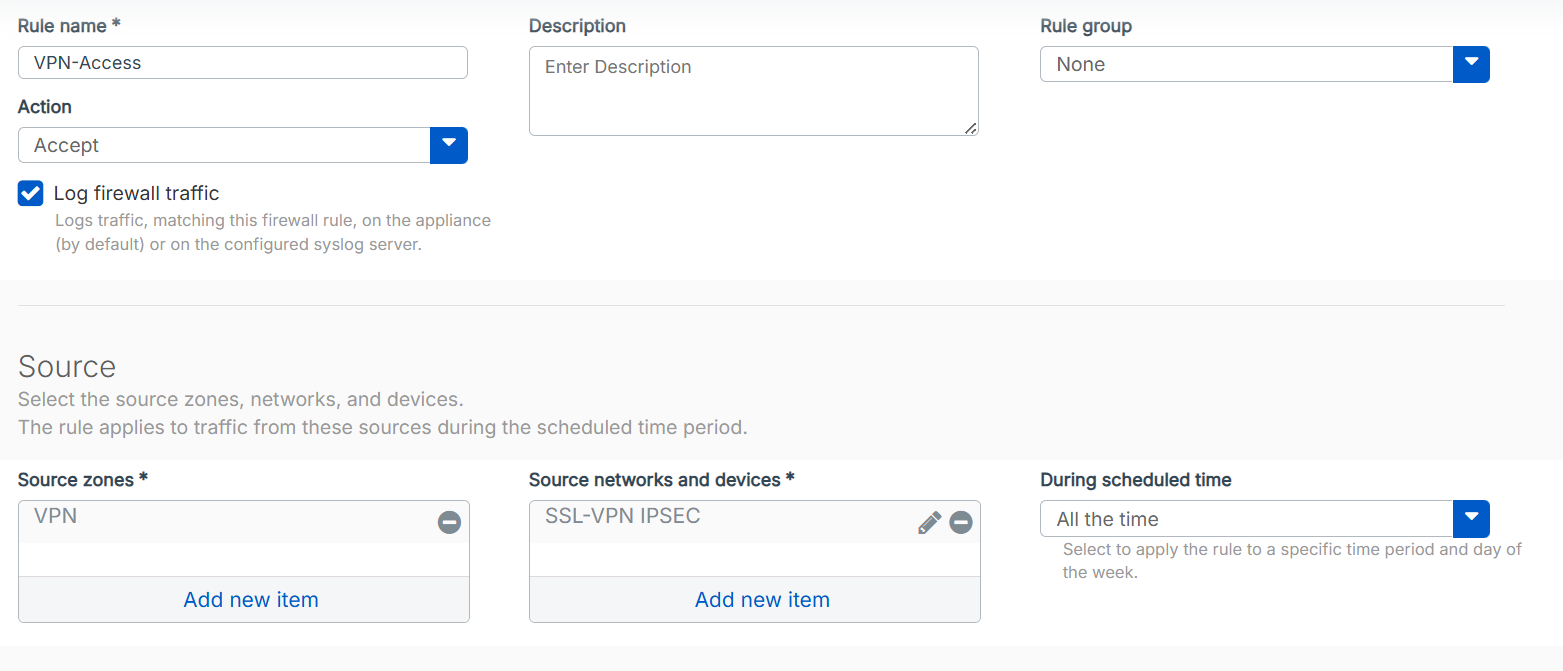 Rule name *
VPN-Access
Description
Enter Description
Rule group
None
Action
Accept
Log firewall traffic
Logs traffic, matching this firewall rule, on the appliance
(by default) or on the configured syslog server.
Source
Select the source zones, networks, and devices.
The rule applies to traffic from these sources during the scheduled time period.
Source zones *
VPN
Add new item
Source networks and devices *
SSL-VPN IPSEC
Add new item
During scheduled time
All the time
Select to apply the rule to a specific time period and day of
the week.